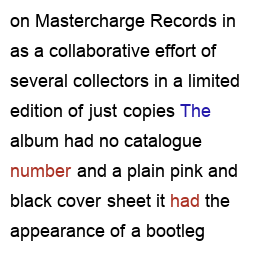 on Mastercharge Records in
as a collaborative effort of
several collectors in a limited
edition of just copies The
album had no catalogue
number and a plain pink and
black cover sheet it had the
appearance of a bootleg